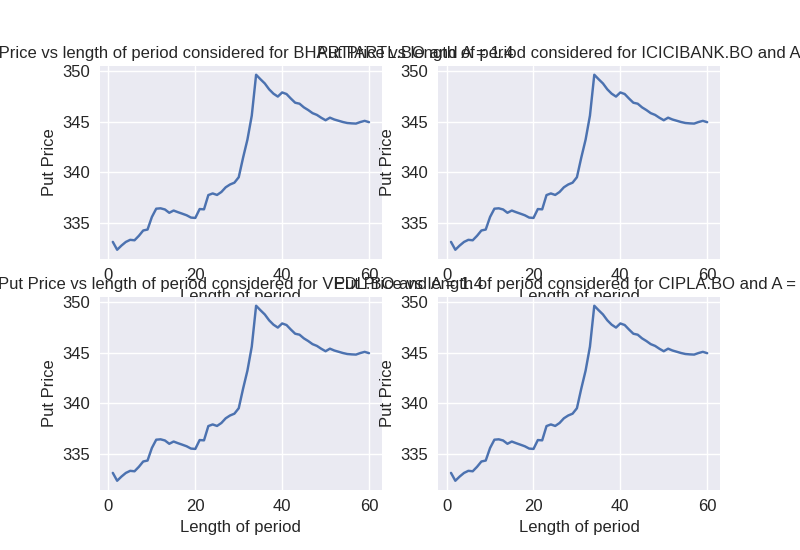 Price vs length of period considered for BHARTIARTL.BO and A = 1.4
Put Price vs length of period considered for ICICIBANK.BO and A
350
345
340
335
Put Price
0 20 40 60
Length of period
350
345
340
335
Put Price
0 20 40 60
Length of period
Put Price vs length of period considered for VEDL.BO and A = 1.4
Put Price vs length of period considered for CIPLA.BO and A =
350
345
340
335
Put Price
0 20 40 60
Length of period
350
345
340
335
Put Price
0 20 40 60
Length of period